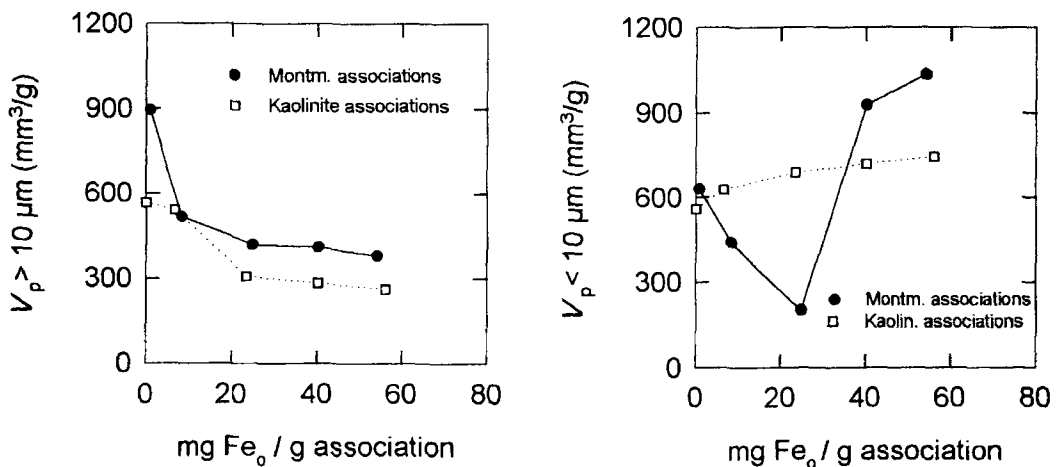 1200
900
600
300
0
V_p > 10 µm (mm³/g)
● Montm. associations
□ Kaolinite associations
0 20 40 60 80
mg Fe_o / g association
1200
900
600
300
0
V_p < 10 µm (mm³/g)
● Montm. associations
□ Kaolin. associations
0 20 40 60 80
mg Fe_o / g association